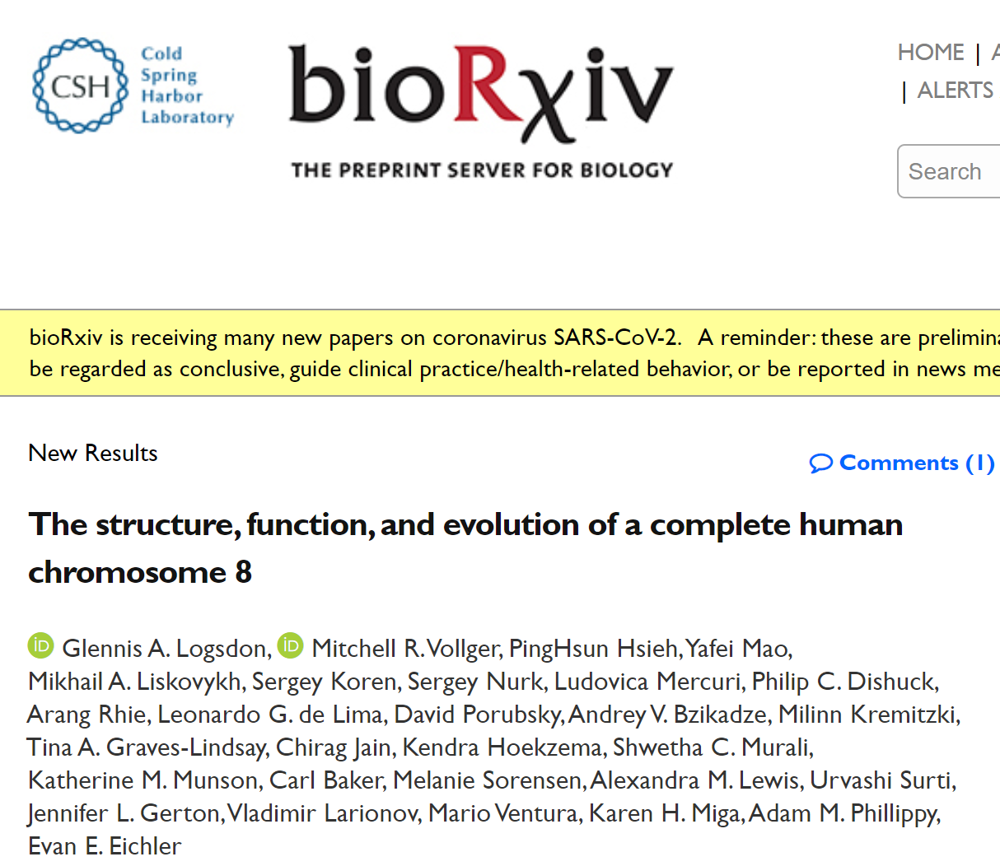 CSH
Cold
Spring
Harbor
Laboratory
bioRxiv
THE PREPRINT SERVER FOR BIOLOGY
HOME |
| ALERTS
Search
bioRxiv is receiving many new papers on coronavirus SARS-CoV-2. A reminder: these are
be regarded as conclusive, guide clinical practice/health-related behavior, or be reported in news
New Results
Comments (1)
The structure, function, and evolution of a complete human
chromosome 8
iD Glennis A. Logsdon, iD Mitchell R. Vollger, PingHsun Hsieh, Yafei Mao,
Mikhail A. Liskovykh, Sergey Koren, Sergey Nurk, Ludovica Mercuri, Philip C. Dishuck,
Arang Rhie, Leonardo G. de Lima, David Porubsky, Andrey V. Bzikadze, Milinn Kremitzki,
Tina A. Graves-Lindsay, Chirag Jain, Kendra Hoekzema, Shwetha C. Murali,
Katherine M. Munson, Carl Baker, Melanie Sorensen, Alexandra M. Lewis, Urvashi Surti,
Jennifer L. Gerton, Vladimir Larionov, Mario Ventura, Karen H. Miga, Adam M. Phillippy,
Evan E. Eichler